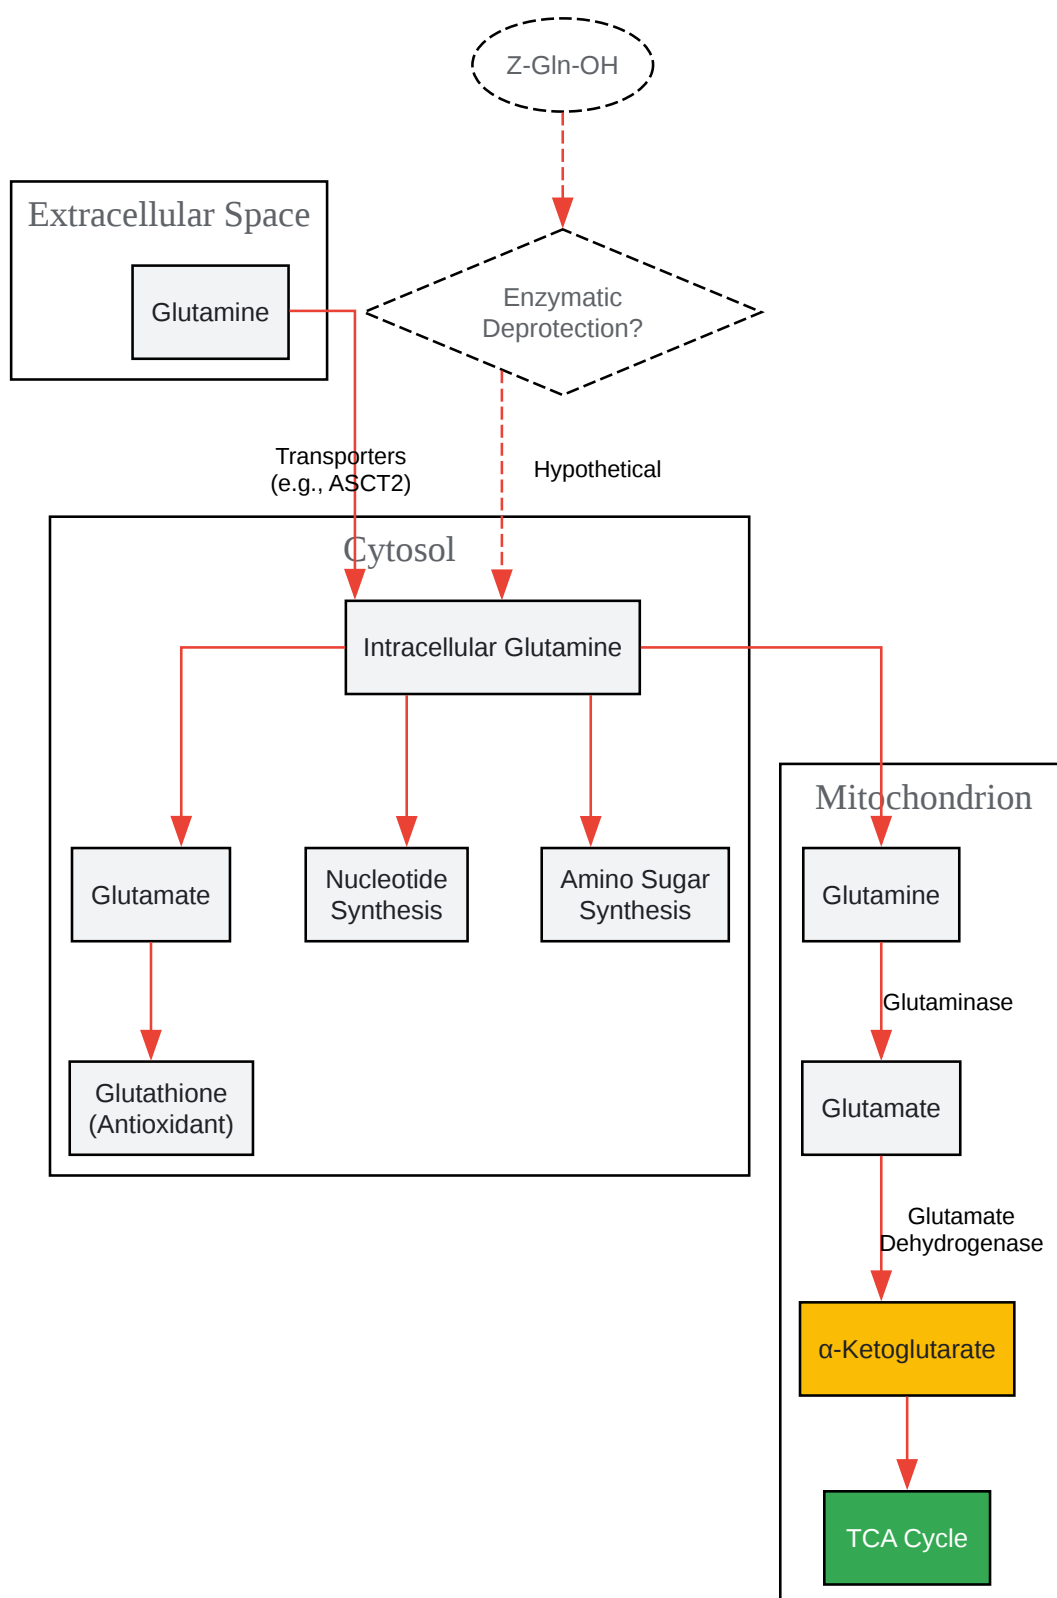 Z-Gln-OH
Extracellular Space
Glutamine
Enzymatic
Deprotection?
Transporters
(e.g., ASCT2)
Hypothetical
Cytosol
Intracellular Glutamine
Mitochondrion
Glutamate
Nucleotide
Synthesis
Amino Sugar
Synthesis
Glutamine
Glutaminase
Glutathione
(Antioxidant)
Glutamate
Glutamate
Dehydrogenase
α-Ketoglutarate
TCA Cycle